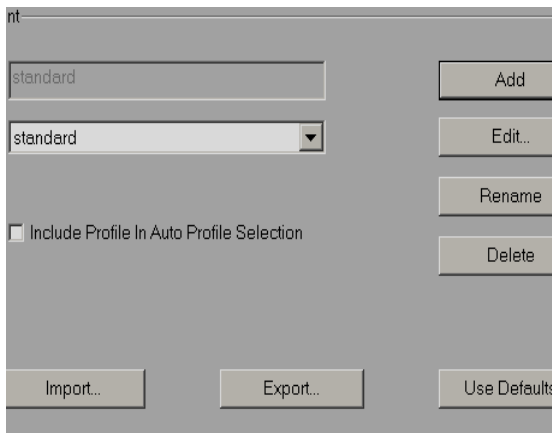 nt
standard
Add
standard
Edit...
Rename
Include Profile In Auto Profile Selection
Delete
Import...
Export...
Use Defaults